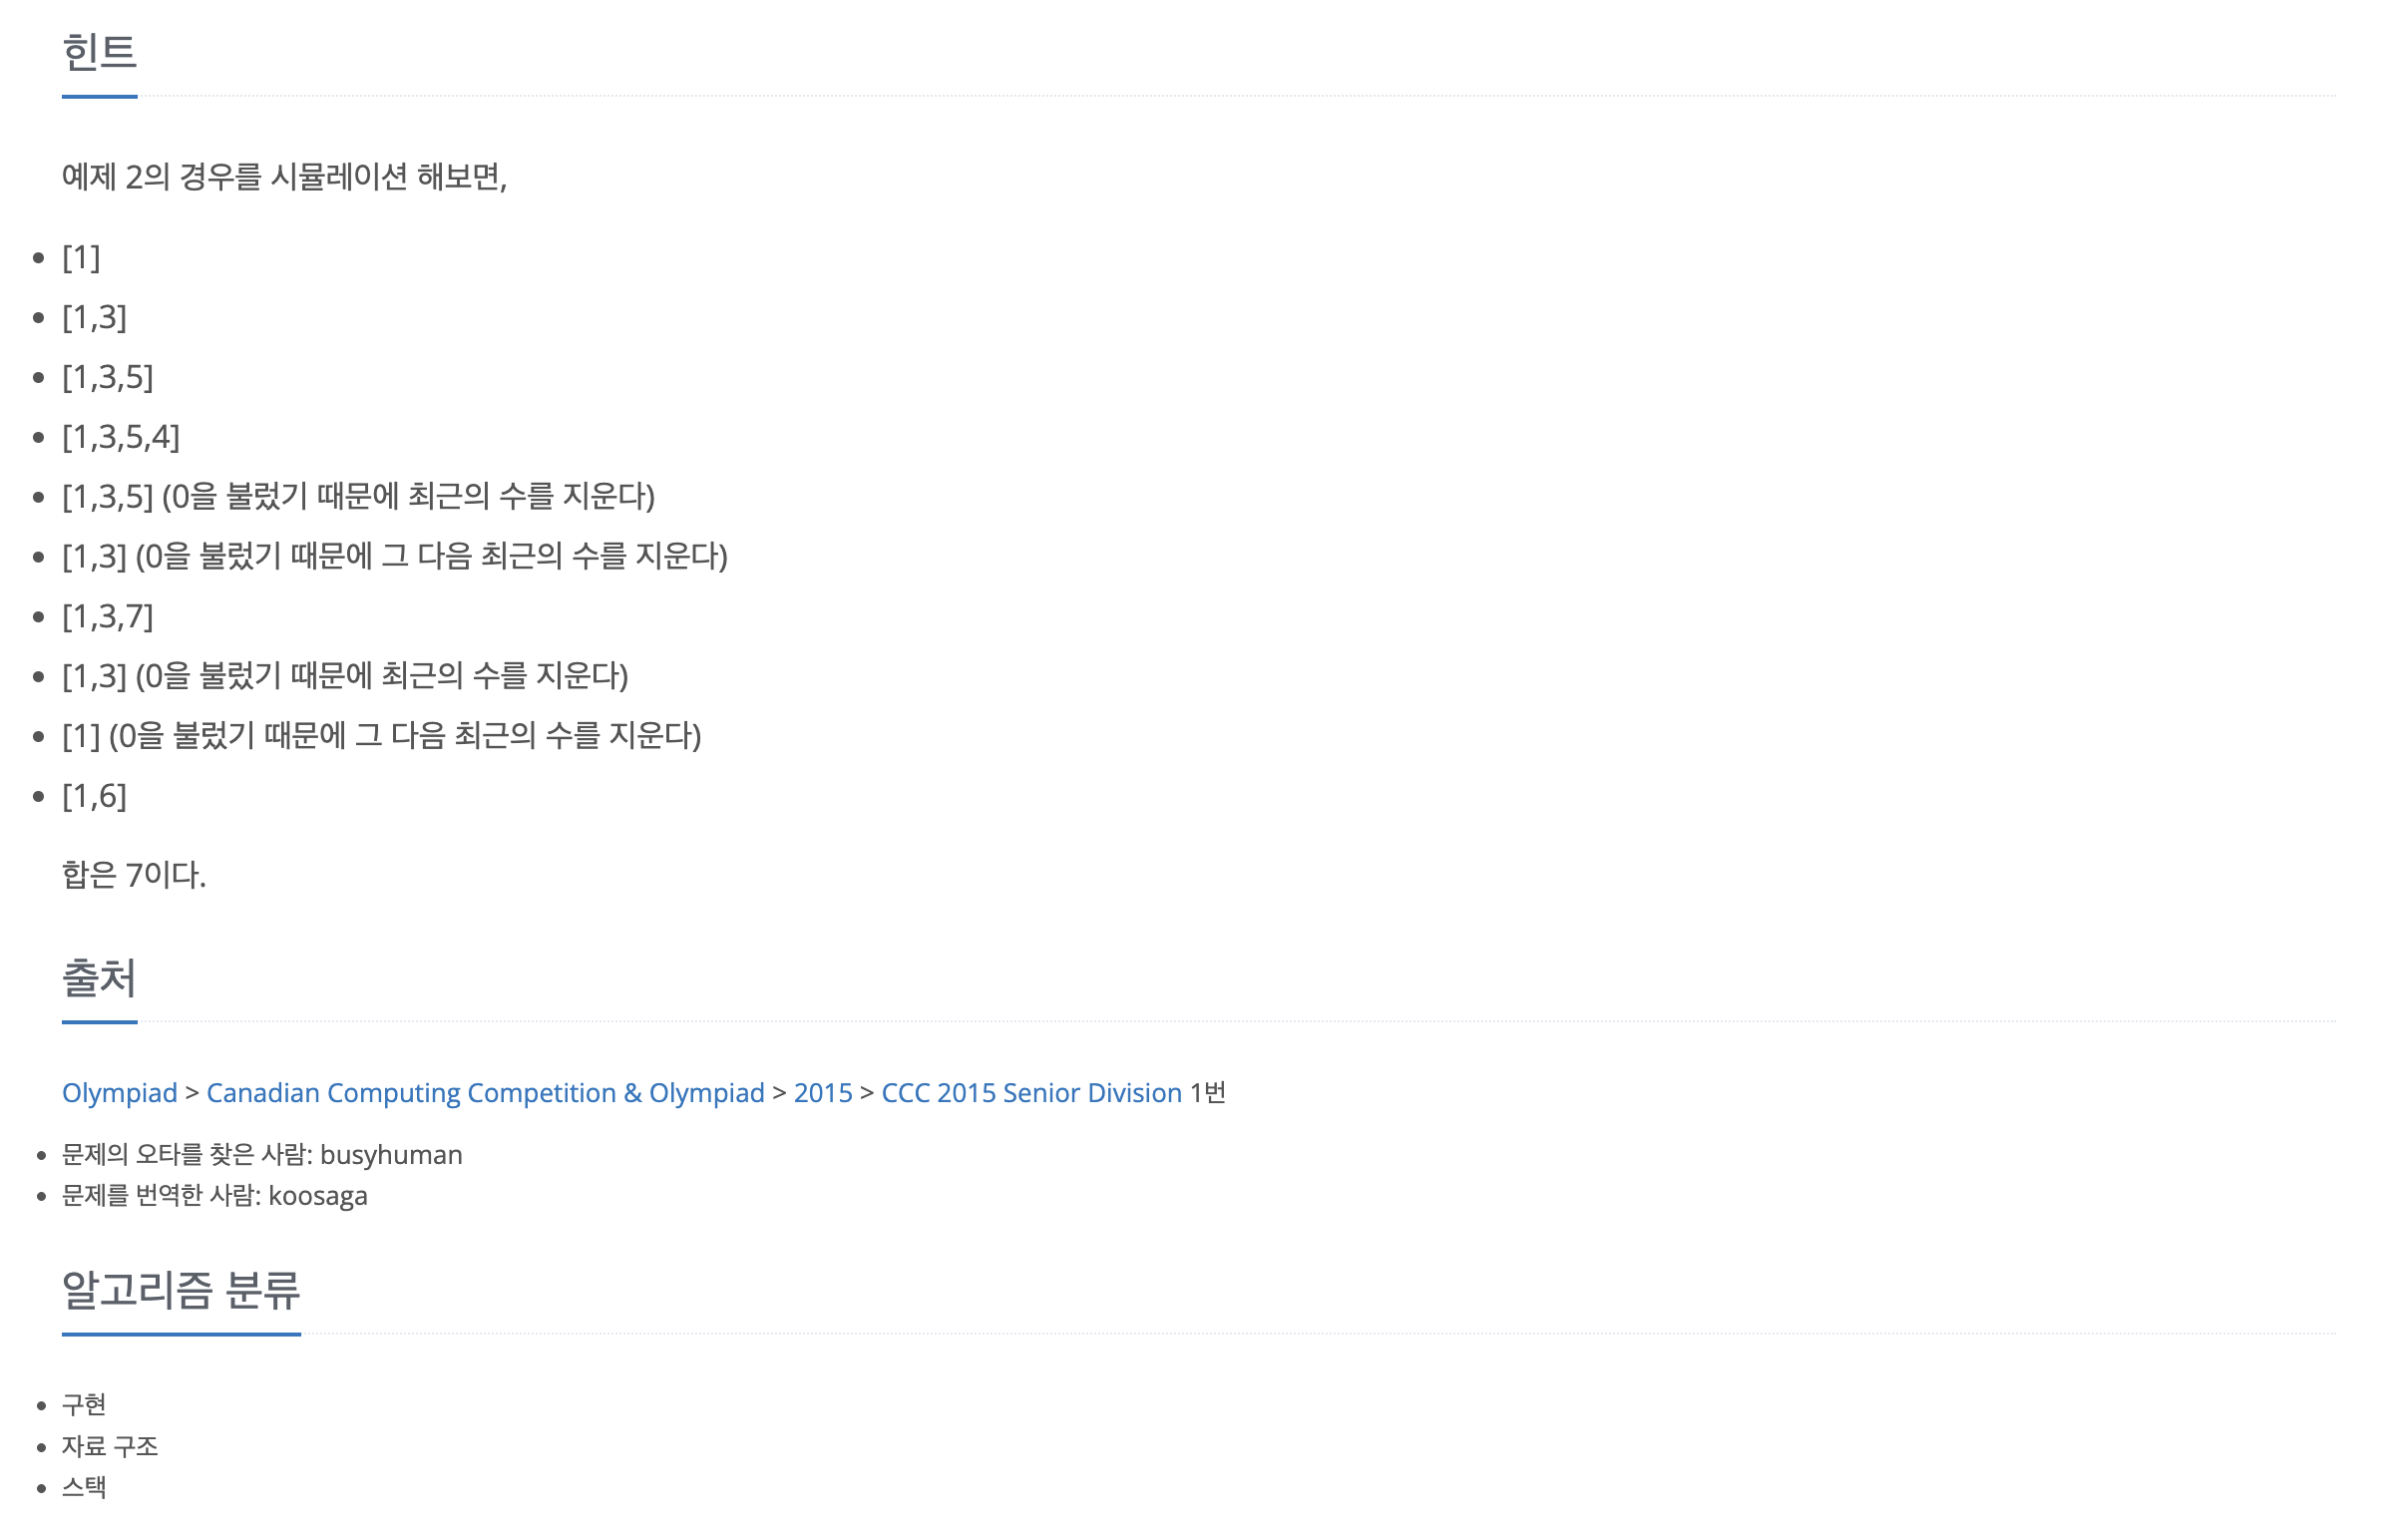 힌트
예제 2의 경우를 시뮬레이션 해보면,
[1]
[1,3]
[1,3,5]
[1,3,5,4]
[1,3,5] (0을 불렀기 때문에 최근의 수를 지운다)
[1,3] (0을 불렀기 때문에 그 다음 최근의 수를 지운다)
[1,3,7]
[1,3] (0을 불렀기 때문에 최근의 수를 지운다)
[1] (0을 불렀기 때문에 그 다음 최근의 수를 지운다)
[1,6]
합은 7이다.
출처
Olympiad > Canadian Computing Competition & Olympiad > 2015 > CCC 2015 Senior Division 1번
문제의 오타를 찾은 사람: busyhuman
문제를 번역한 사람: koosaga
알고리즘 분류
구현
자료 구조
스택